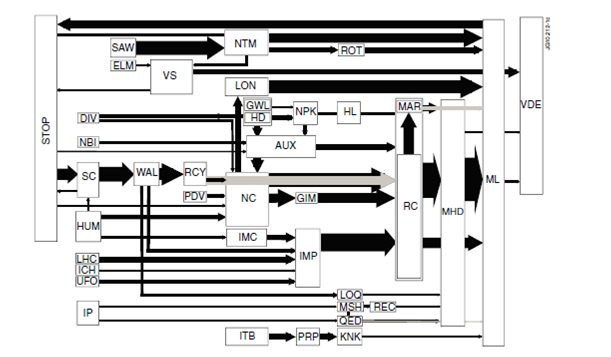 SAW
NTM
ROT
ELM
VS
LON
GWL
HD
NPK
HL
MAR
DIV
NBI
AUX
STOP
SC
WAL
RCY
PDV
NC
GIM
RC
MHD
ML
VDE
HUM
IMC
IMP
LHC
ICH
UFO
LOQ
IP
MSH
REC
QED
ITB
PRP
KNK